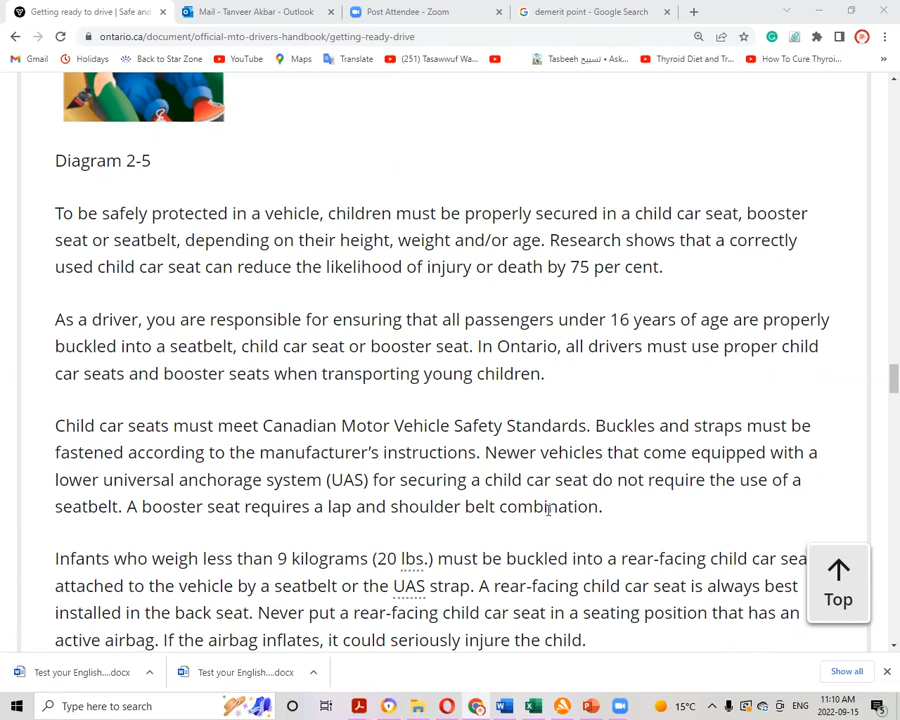 Getting ready to drive | Safe and
Mail - Tanveer Akbar - Outlook
Post Attendee - Zoom
demerit point - Google Search
ontario.ca/document/official-mto-drivers-handbook/getting-ready-drive
Gmail
Holidays
Back to Star Zone
YouTube
Maps
Translate
(251) Tasawwuf Wa...
Tasbeeh تسبیح • Ask...
Thyroid Diet and Tr...
How To Cure Thyroi...
Diagram 2-5
To be safely protected in a vehicle, children must be properly secured in a child car seat, booster
seat or seatbelt, depending on their height, weight and/or age. Research shows that a correctly
used child car seat can reduce the likelihood of injury or death by 75 per cent.
As a driver, you are responsible for ensuring that all passengers under 16 years of age are properly
buckled into a seatbelt, child car seat or booster seat. In Ontario, all drivers must use proper child
car seats and booster seats when transporting young children.
Child car seats must meet Canadian Motor Vehicle Safety Standards. Buckles and straps must be
fastened according to the manufacturer's instructions. Newer vehicles that come equipped with a
lower universal anchorage system (UAS) for securing a child car seat do not require the use of a
seatbelt. A booster seat requires a lap and shoulder belt combination.
Infants who weigh less than 9 kilograms (20 lbs.) must be buckled into a rear-facing child car sea
attached to the vehicle by a seatbelt or the UAS strap. A rear-facing child car seat is always best
installed in the back seat. Never put a rear-facing child car seat in a seating position that has an
active airbag. If the airbag inflates, it could seriously injure the child.
Top
Test your English....docx
Test your English....docx
Show all
Type here to search
15°C
ENG
11:10 AM
2022-09-15